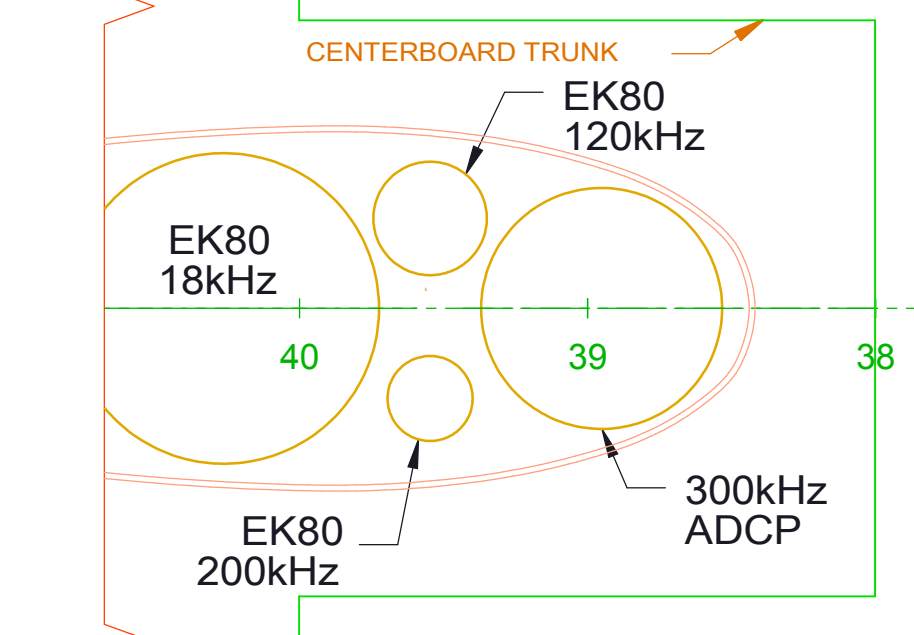 CENTERBOARD TRUNK
EK80
120kHz
EK80
18kHz
40
39
38
300kHz
ADCP
EK80
200kHz